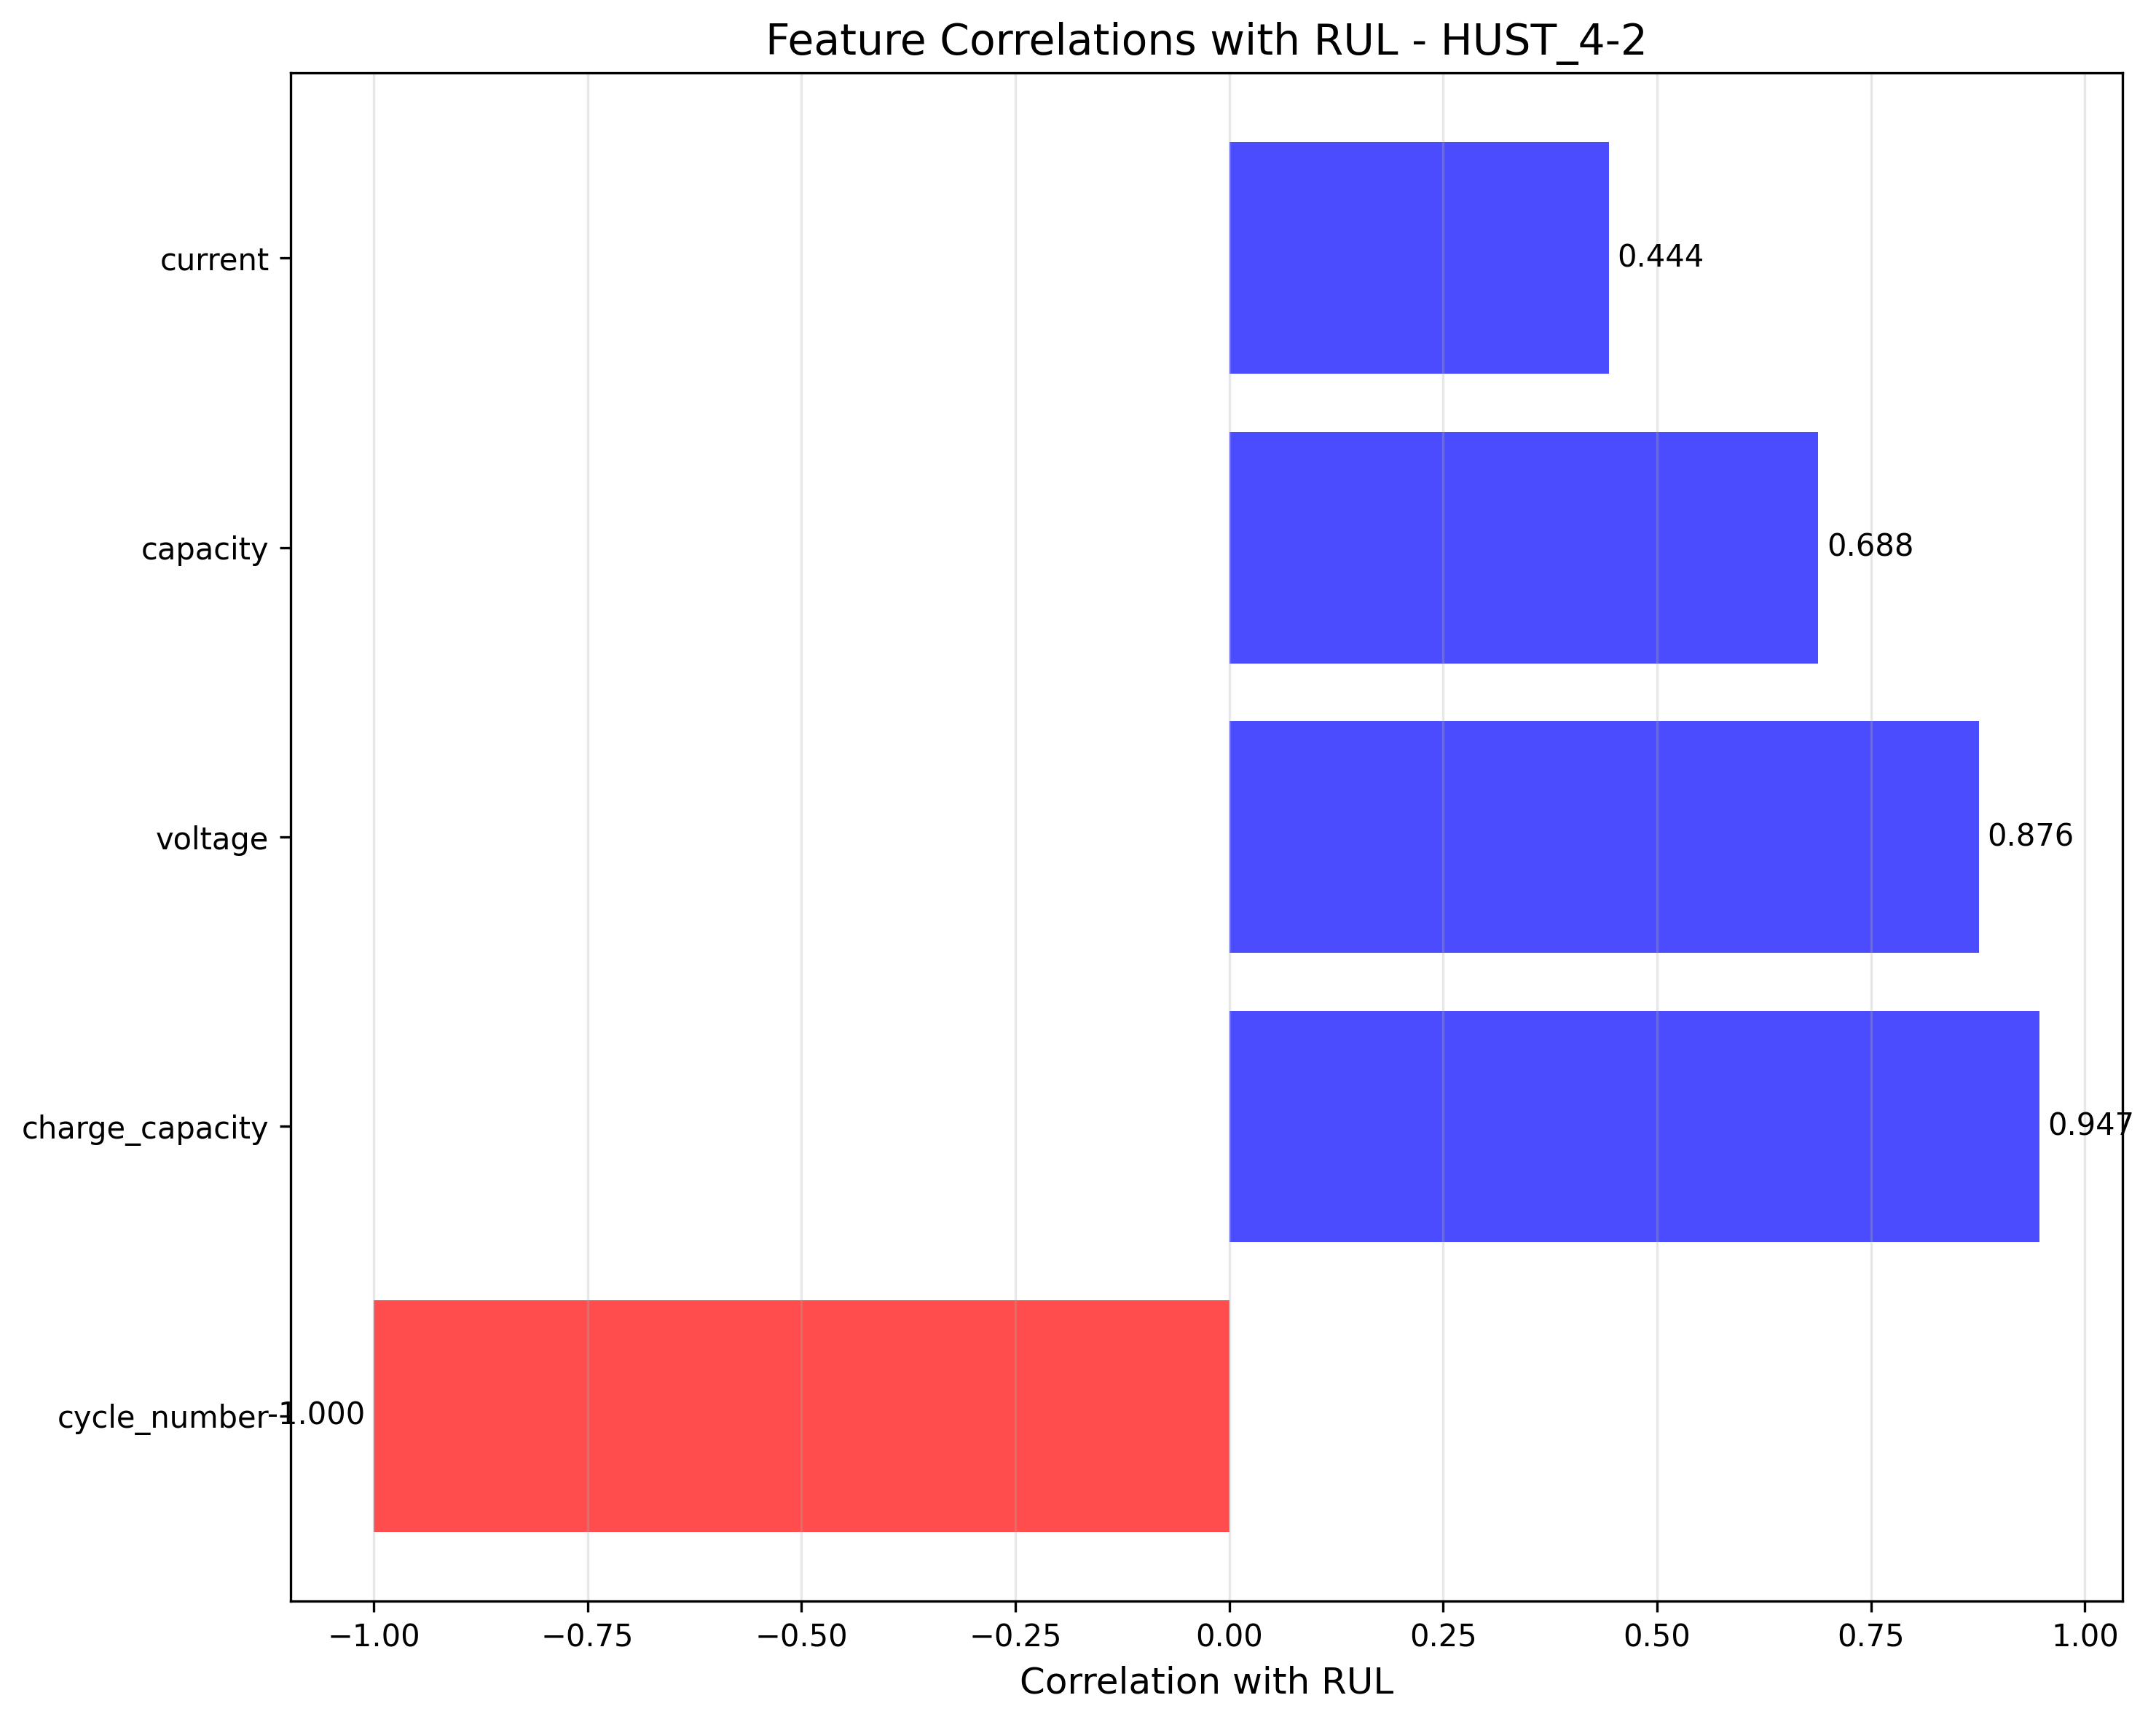 Feature Correlations with RUL - HUST_4-2
current
0.444
capacity
0.688
voltage
0.876
charge_capacity
0.947
cycle_number
-1.000
−1.00
−0.75
−0.50
−0.25
0.00
0.25
0.50
0.75
1.00
Correlation with RUL